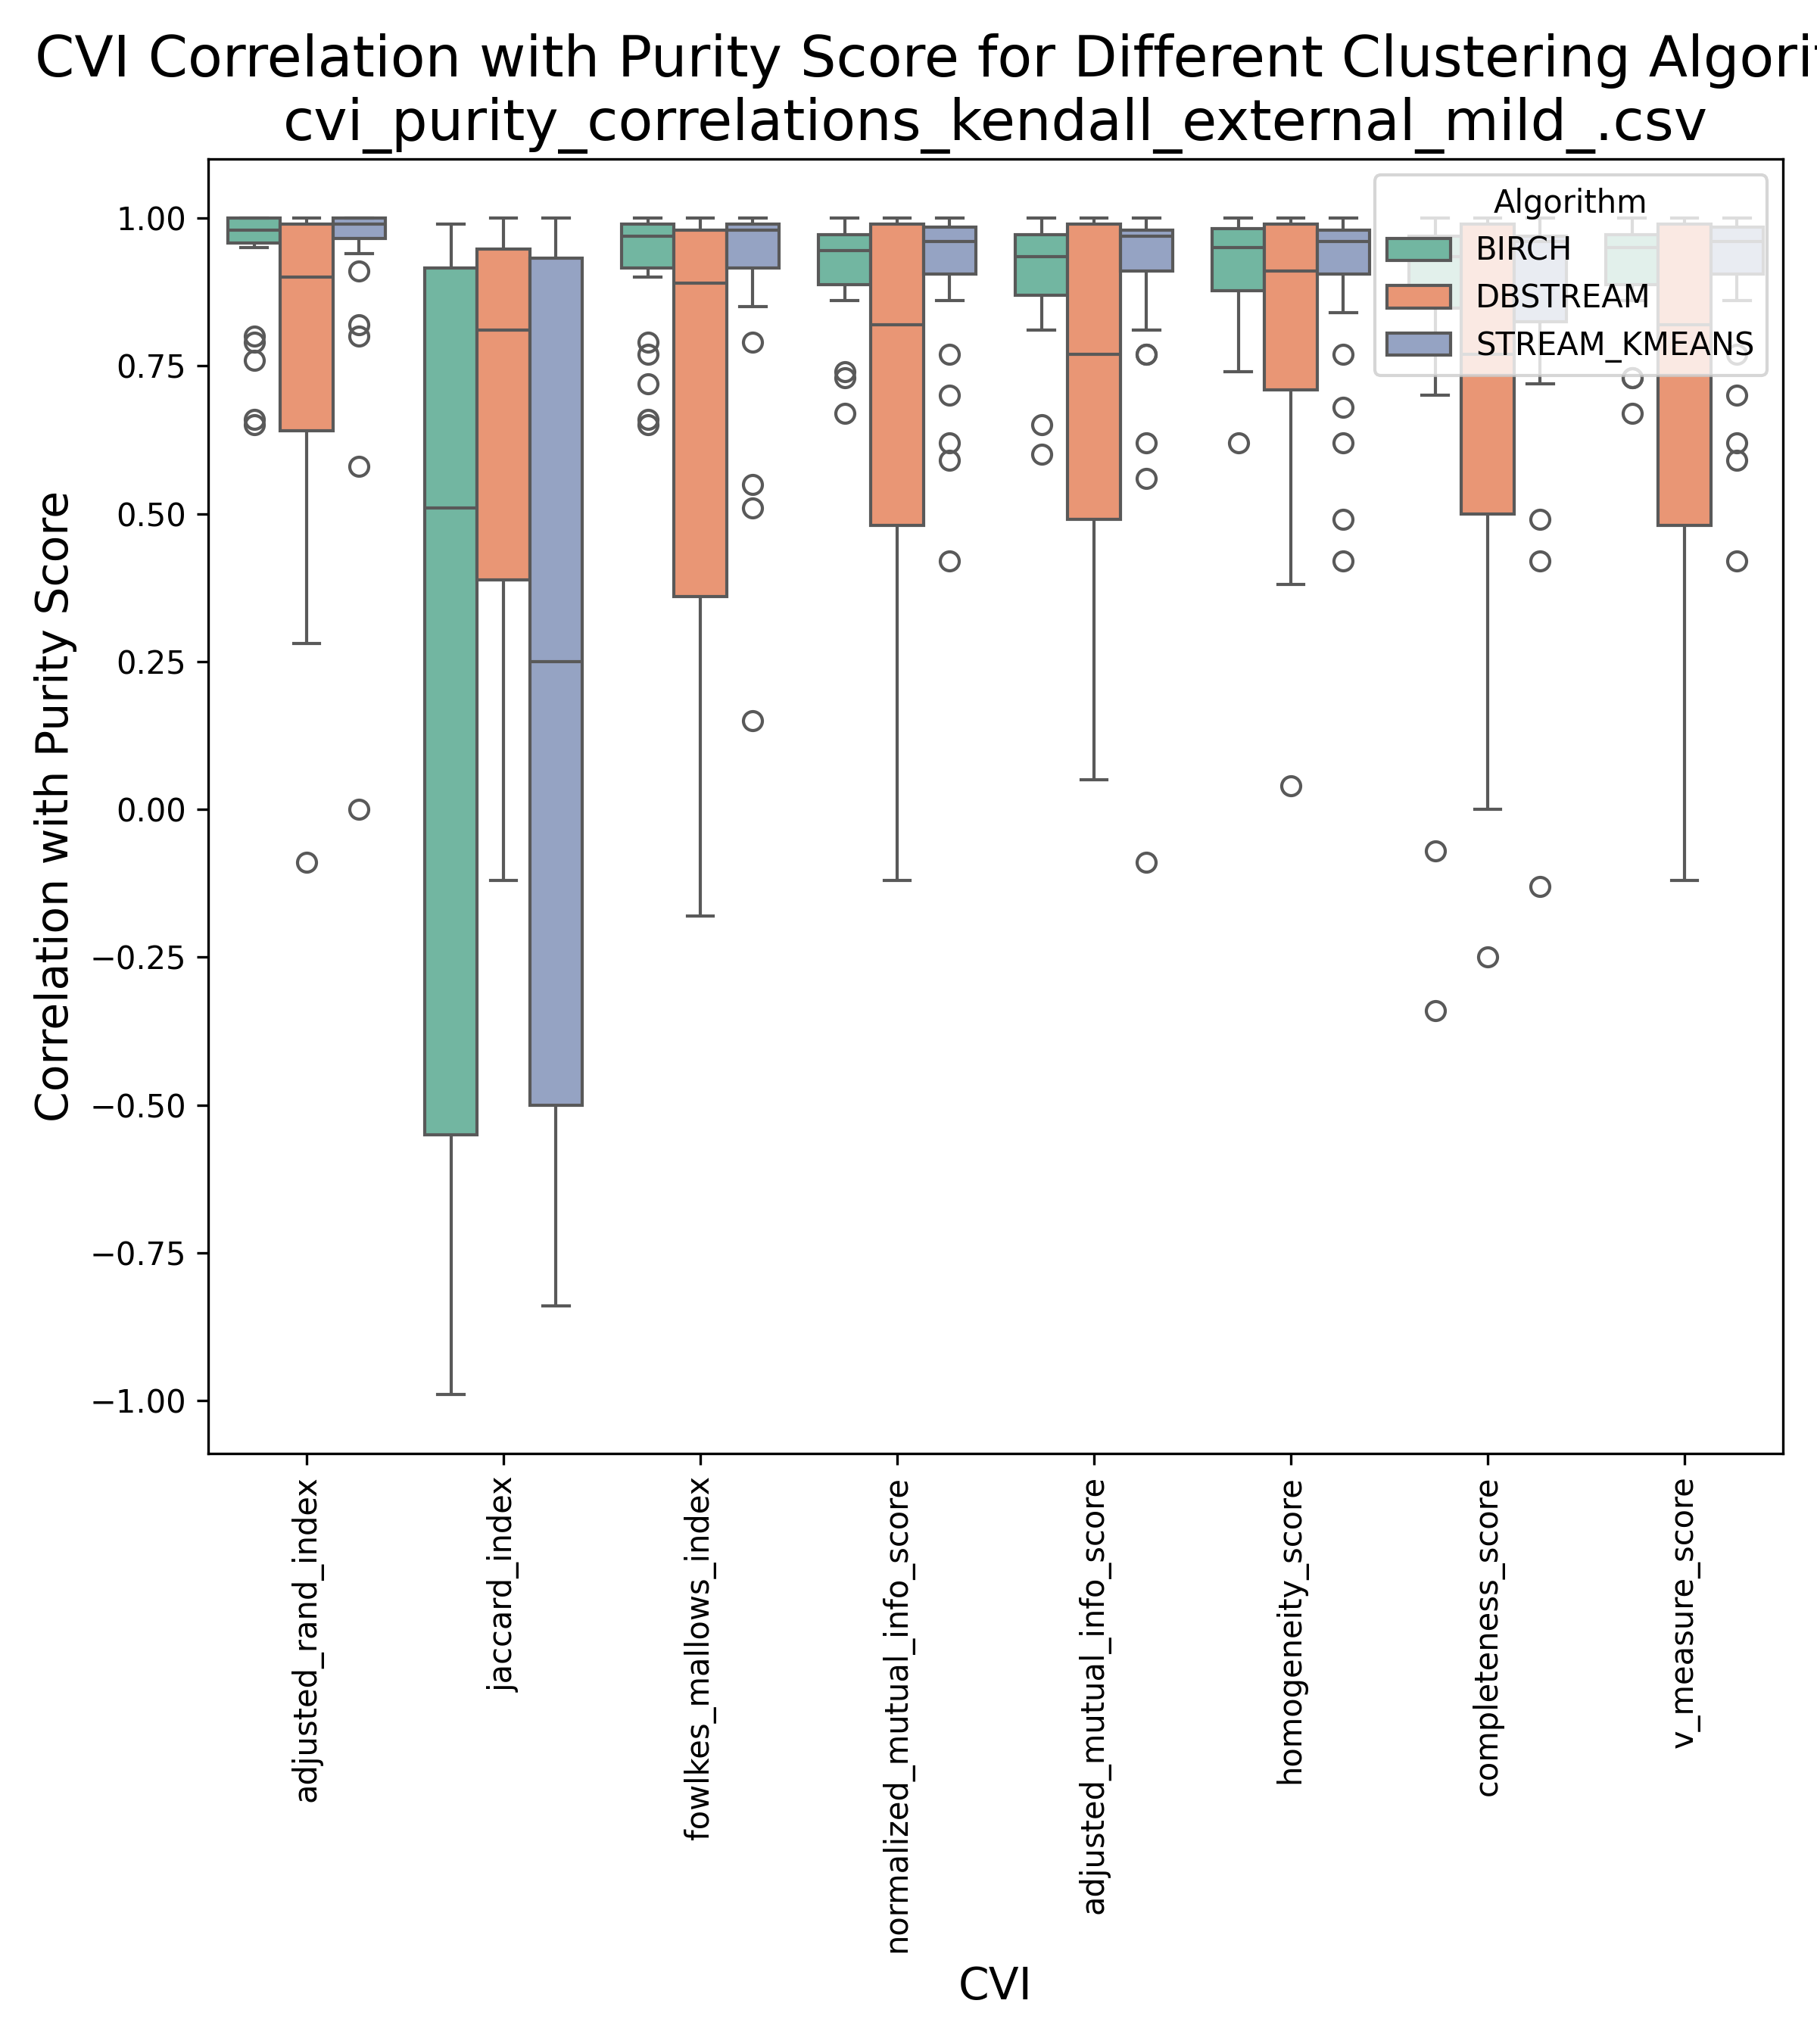 CVI Correlation with Purity Score for Different Clustering Algori
cvi_purity_correlations_kendall_external_mild_.csv
Algorithm
BIRCH
DBSTREAM
STREAM_KMEANS
Correlation with Purity Score
1.00
0.75
0.50
0.25
0.00
−0.25
−0.50
−0.75
−1.00
adjusted_rand_index
jaccard_index
fowlkes_mallows_index
normalized_mutual_info_score
adjusted_mutual_info_score
homogeneity_score
completeness_score
v_measure_score
CVI